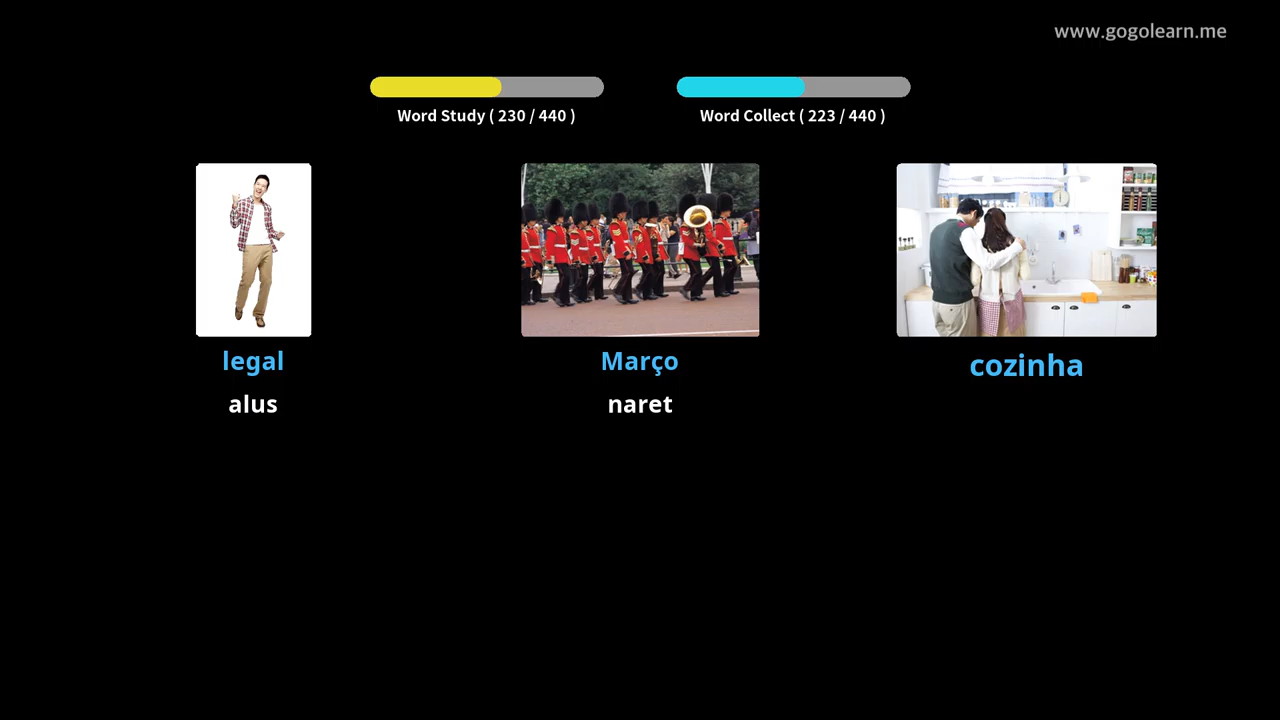 www.gogolearn.me
Word Study ( 230 / 440 )
Word Collect ( 223 / 440 )
legal
Março
cozinha
alus
naret